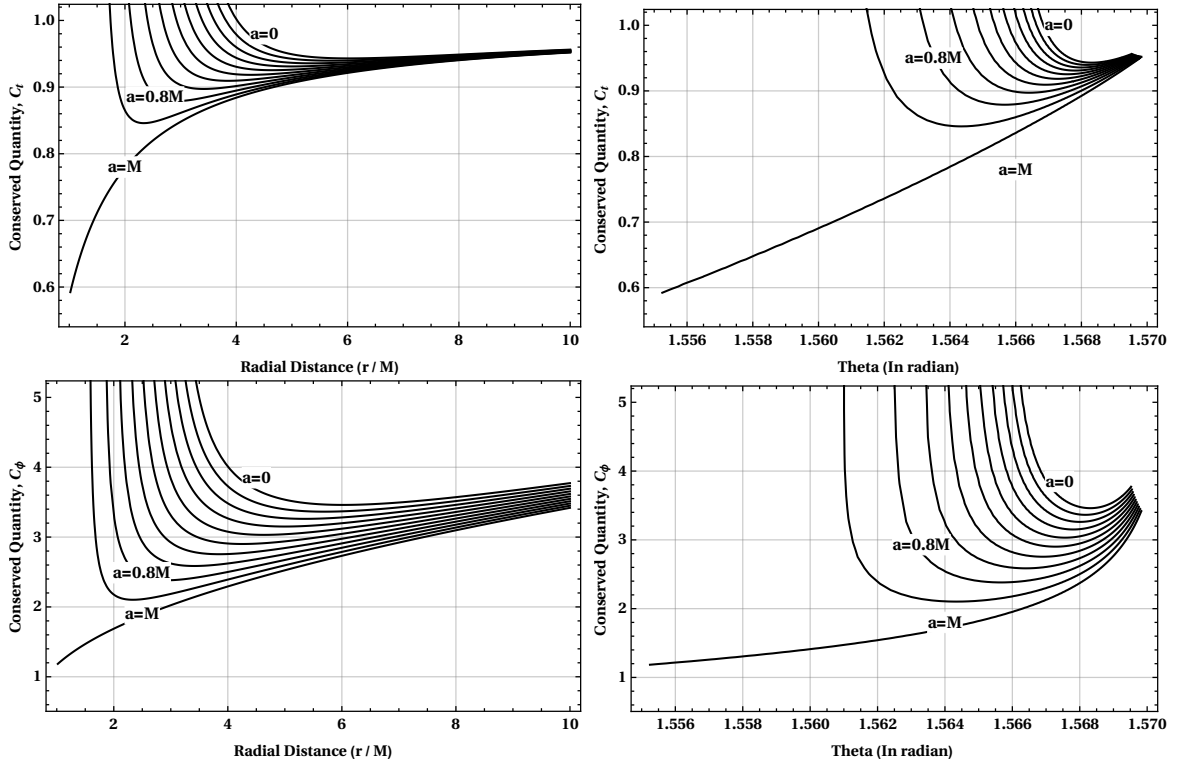 1.0
0.9
0.8
0.7
0.6
Conserved Quantity, Cₜ
a=0
a=0.8M
a=M
2 4 6 8 10
Radial Distance (r / M)
1.0
0.9
0.8
0.7
0.6
Conserved Quantity, Cₜ
a=0
a=0.8M
a=M
1.556 1.558 1.560 1.562 1.564 1.566 1.568 1.570
Theta (In radian)
5
4
3
2
1
Conserved Quantity, C_ϕ
a=0
a=0.8M
a=M
2 4 6 8 10
Radial Distance (r / M)
5
4
3
2
1
Conserved Quantity, C_ϕ
a=0
a=0.8M
a=M
1.556 1.558 1.560 1.562 1.564 1.566 1.568 1.570
Theta (In radian)